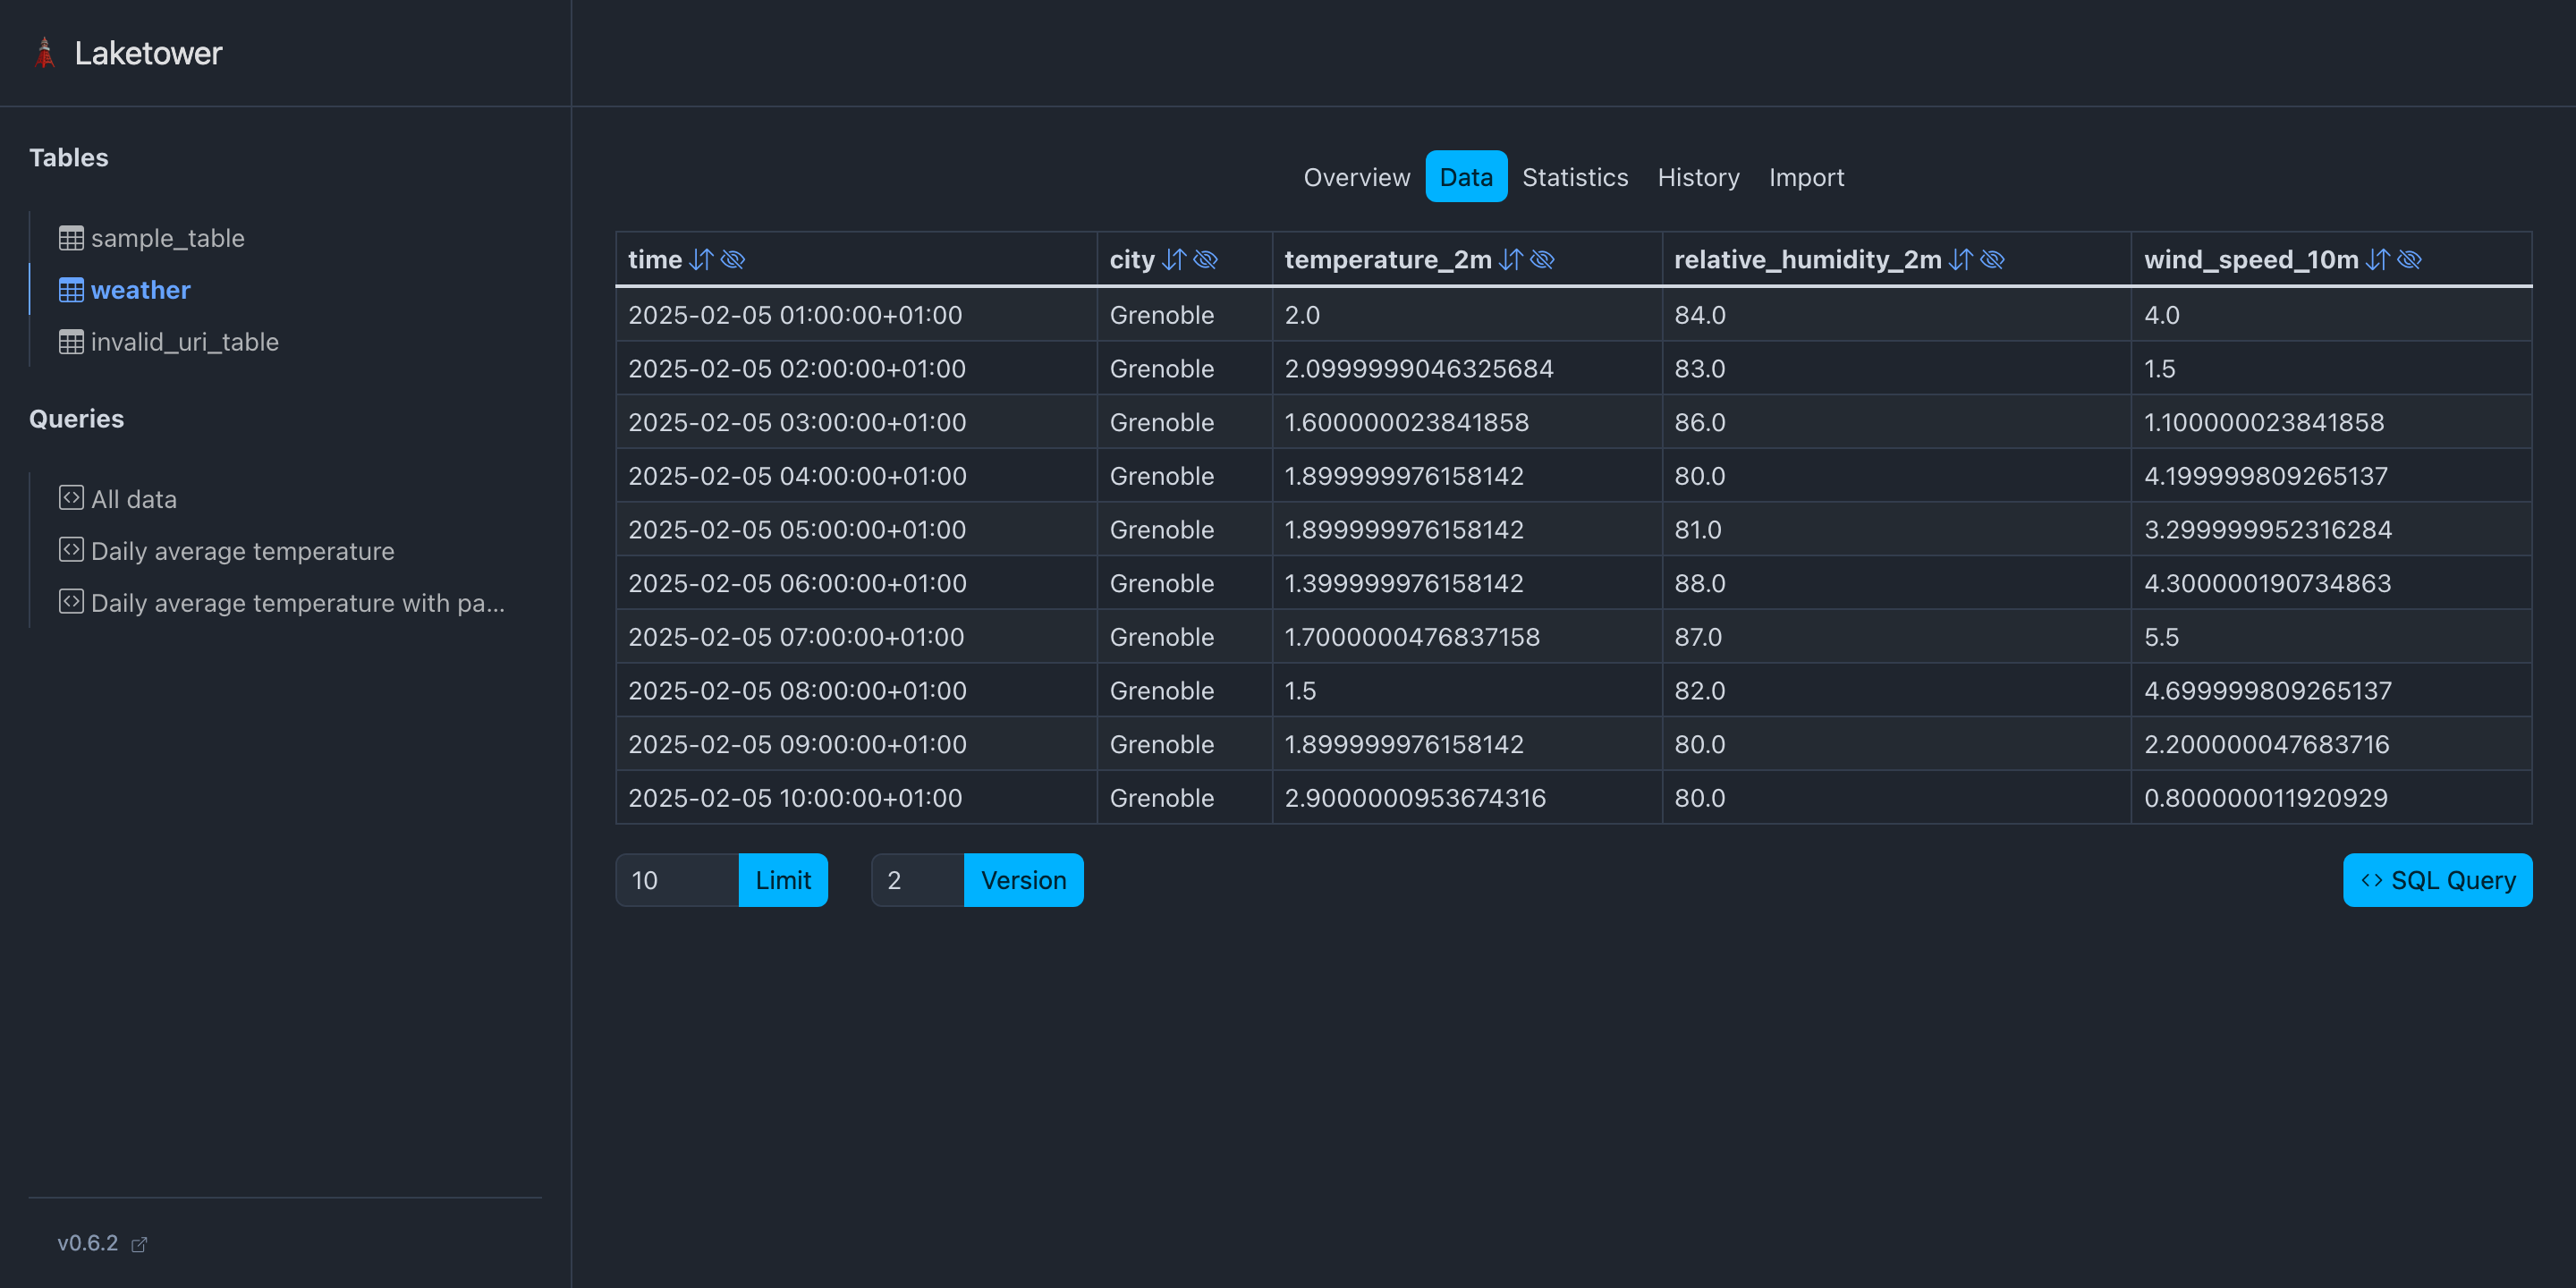 Laketower
Tables
sample_table
weather
invalid_uri_table
Queries
All data
Daily average temperature
Daily average temperature with pa...
v0.6.2
Overview Data Statistics History Import
time city temperature_2m relative_humidity_2m wind_speed_10m
2025-02-05 01:00:00+01:00 Grenoble 2.0 84.0 4.0
2025-02-05 02:00:00+01:00 Grenoble 2.0999999046325684 83.0 1.5
2025-02-05 03:00:00+01:00 Grenoble 1.600000023841858 86.0 1.100000023841858
2025-02-05 04:00:00+01:00 Grenoble 1.899999976158142 80.0 4.199999809265137
2025-02-05 05:00:00+01:00 Grenoble 1.899999976158142 81.0 3.299999952316284
2025-02-05 06:00:00+01:00 Grenoble 1.399999976158142 88.0 4.300000190734863
2025-02-05 07:00:00+01:00 Grenoble 1.7000000476837158 87.0 5.5
2025-02-05 08:00:00+01:00 Grenoble 1.5 82.0 4.699999809265137
2025-02-05 09:00:00+01:00 Grenoble 1.899999976158142 80.0 2.200000047683716
2025-02-05 10:00:00+01:00 Grenoble 2.9000000953674316 80.0 0.800000011920929
10 Limit 2 Version <> SQL Query